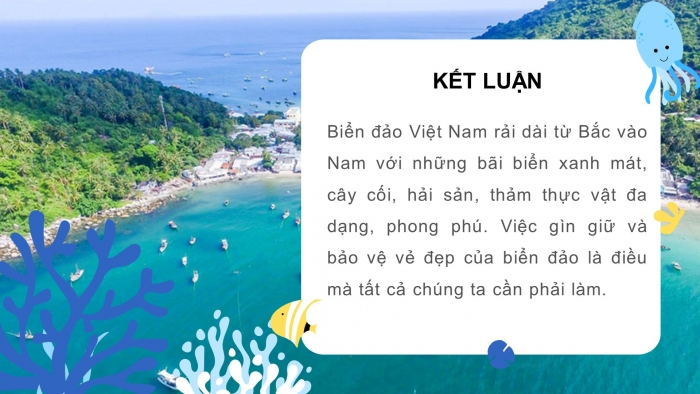 KẾT LUẬN
Biển đảo Việt Nam rải dài từ Bắc vào
Nam với những bãi biển xanh mát,
cây cối, hải sản, thảm thực vật đa
dạng, phong phú. Việc gìn giữ và
bảo vệ vẻ đẹp của biển đảo là điều
mà tất cả chúng ta cần phải làm.